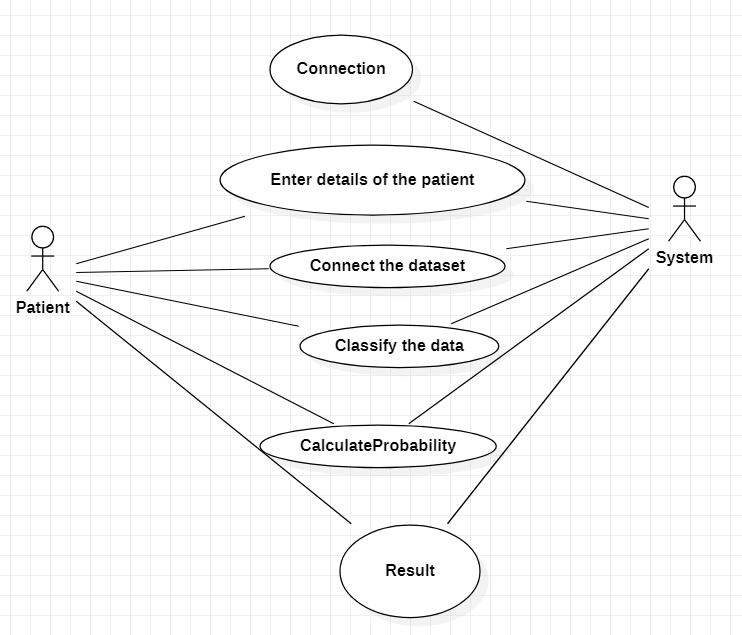 Connection
Enter details of the patient
Connect the dataset
System
Patient
Classify the data
CalculateProbability
Result